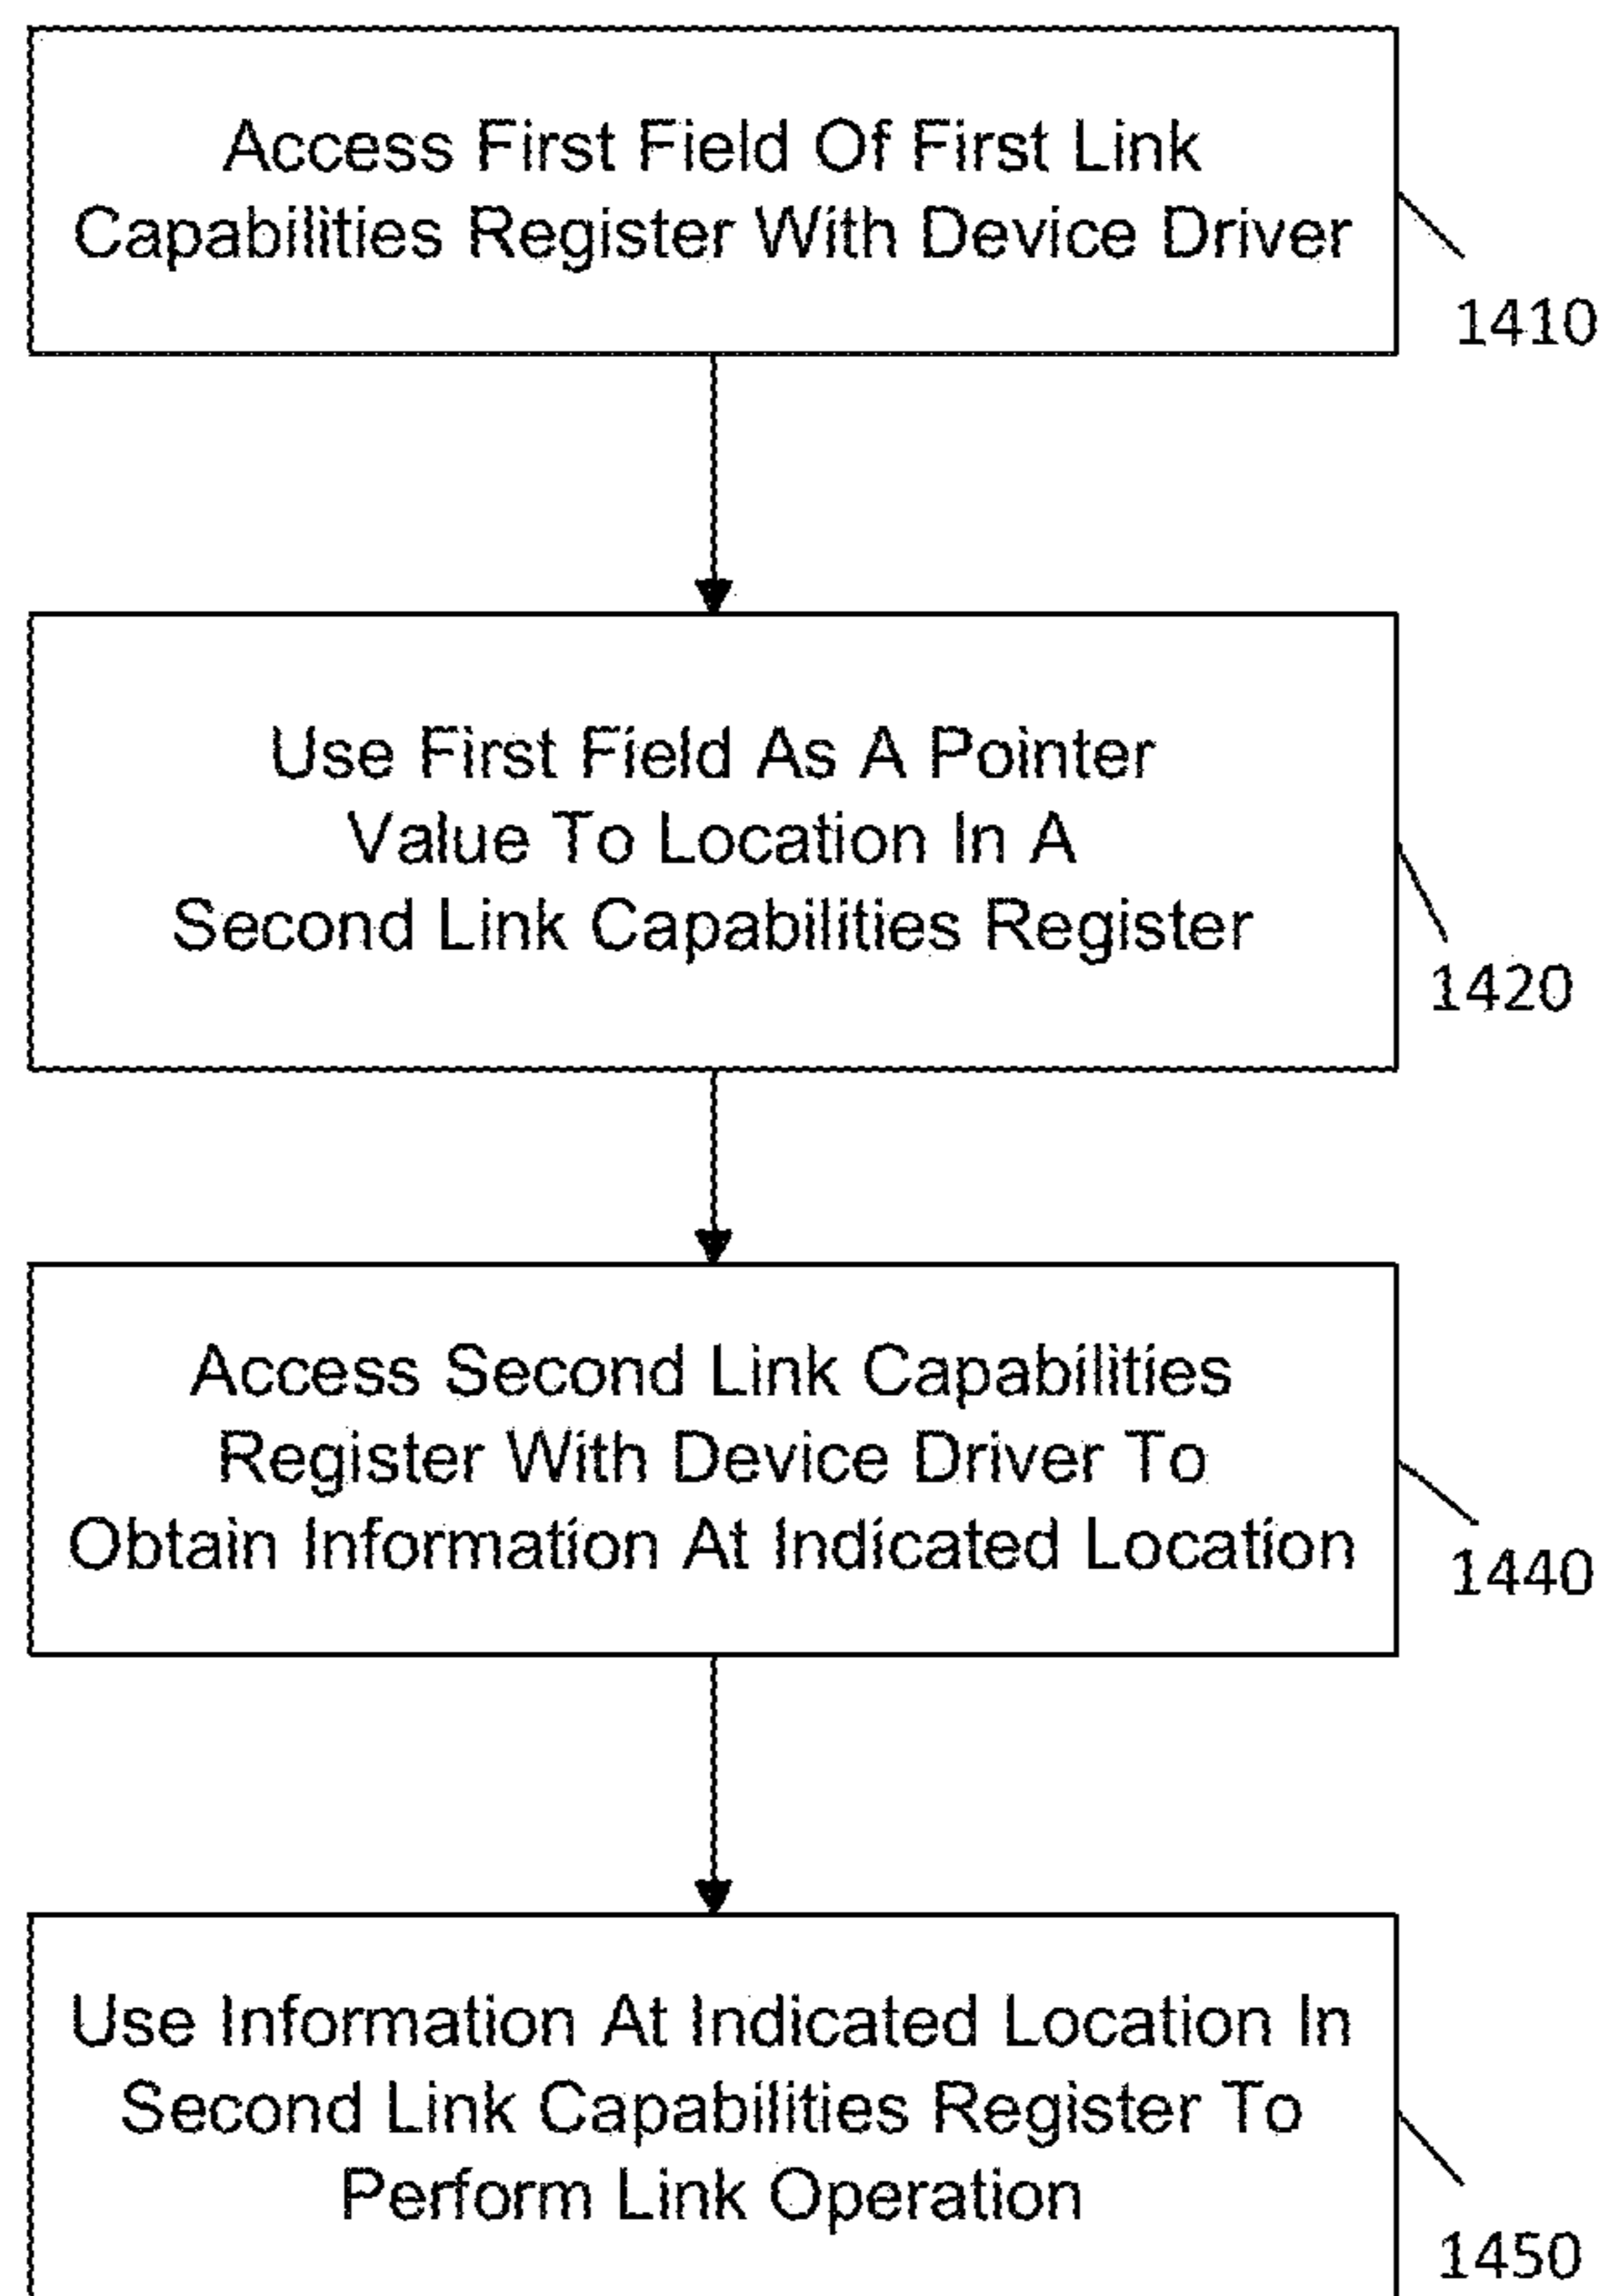 Access First Field Of First Link
Capabilities Register With Device Driver
1410
Use First Field As A Pointer
Value To Location In A
Second Link Capabilities Register
1420
Access Second Link Capabilities
Register With Device Driver To
Obtain Information At Indicated Location
1440
Use Information At Indicated Location In
Second Link Capabilities Register To
Perform Link Operation
1450